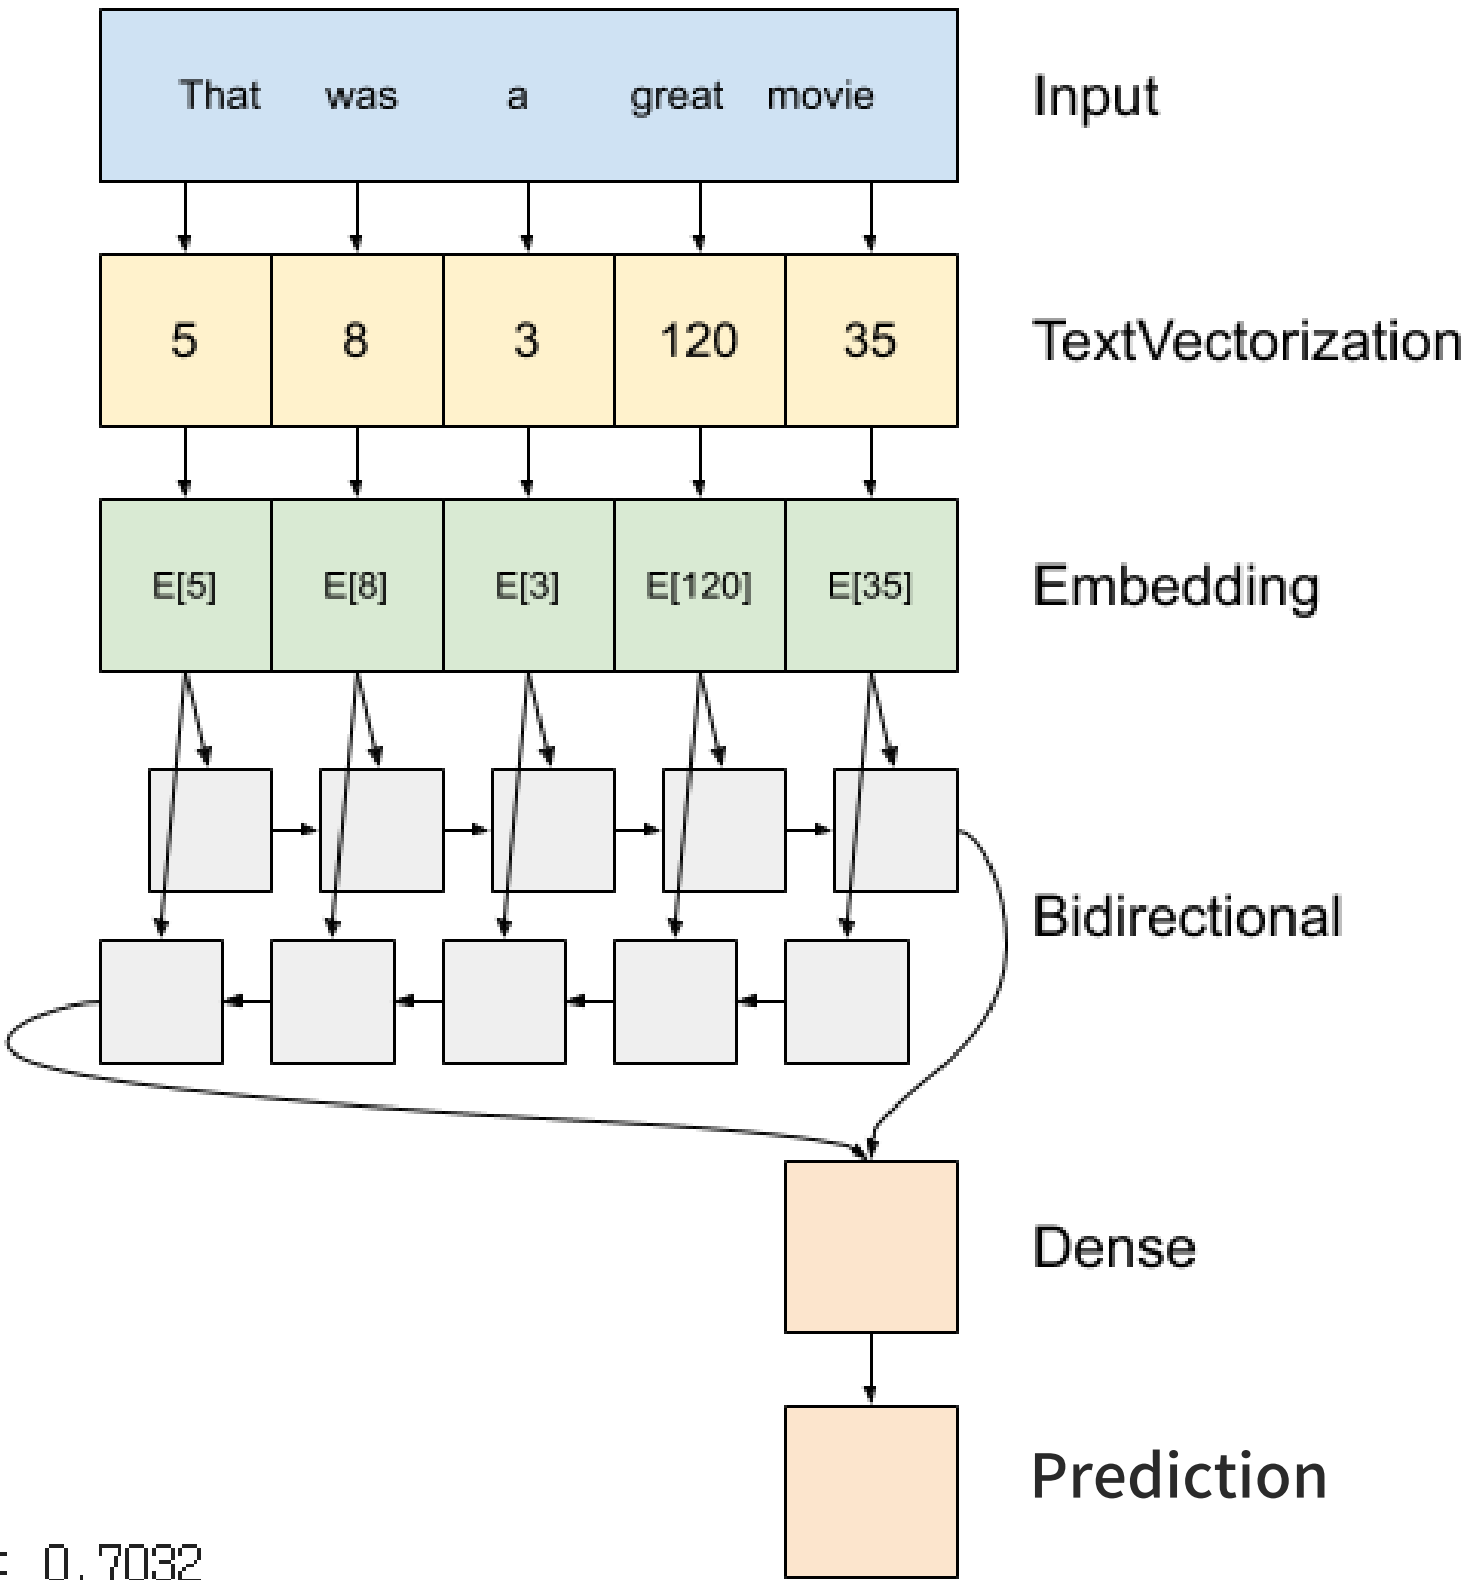 That was a great movie Input
5 8 3 120 35 TextVectorization
E[5] E[8] E[3] E[120] E[35] Embedding
Bidirectional
Dense
Prediction
: 0.7032